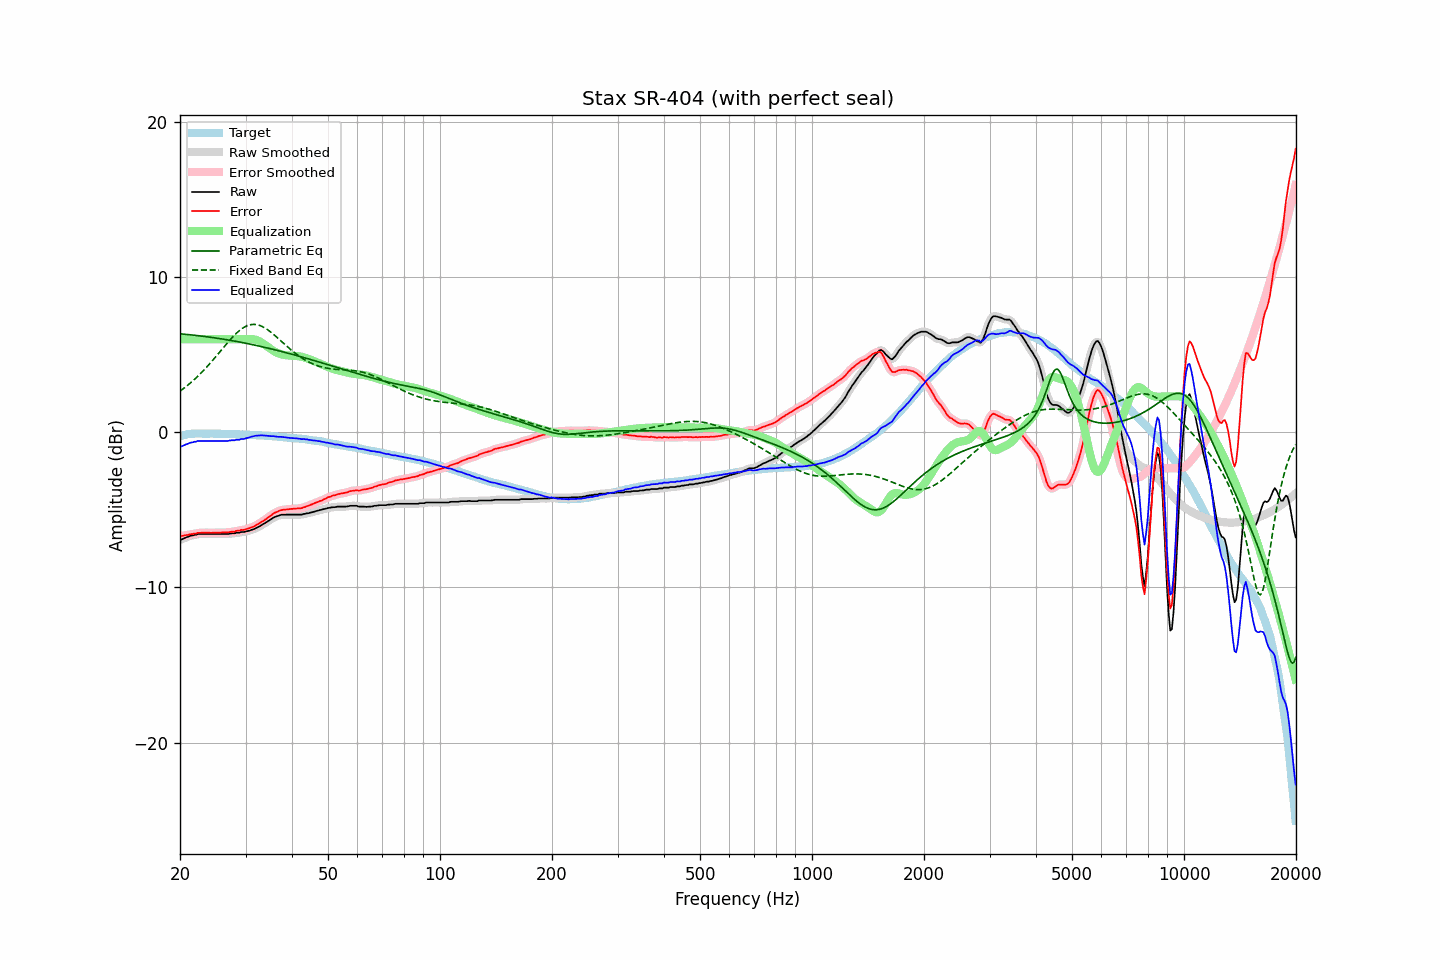 Stax SR-404 (with perfect seal)
20
10
0
−10
−20
Amplitude (dBr)
Target
Raw Smoothed
Error Smoothed
Raw
Error
Equalization
Parametric Eq
Fixed Band Eq
Equalized
20 50 100 200 500 1000 2000 5000 10000 20000
Frequency (Hz)